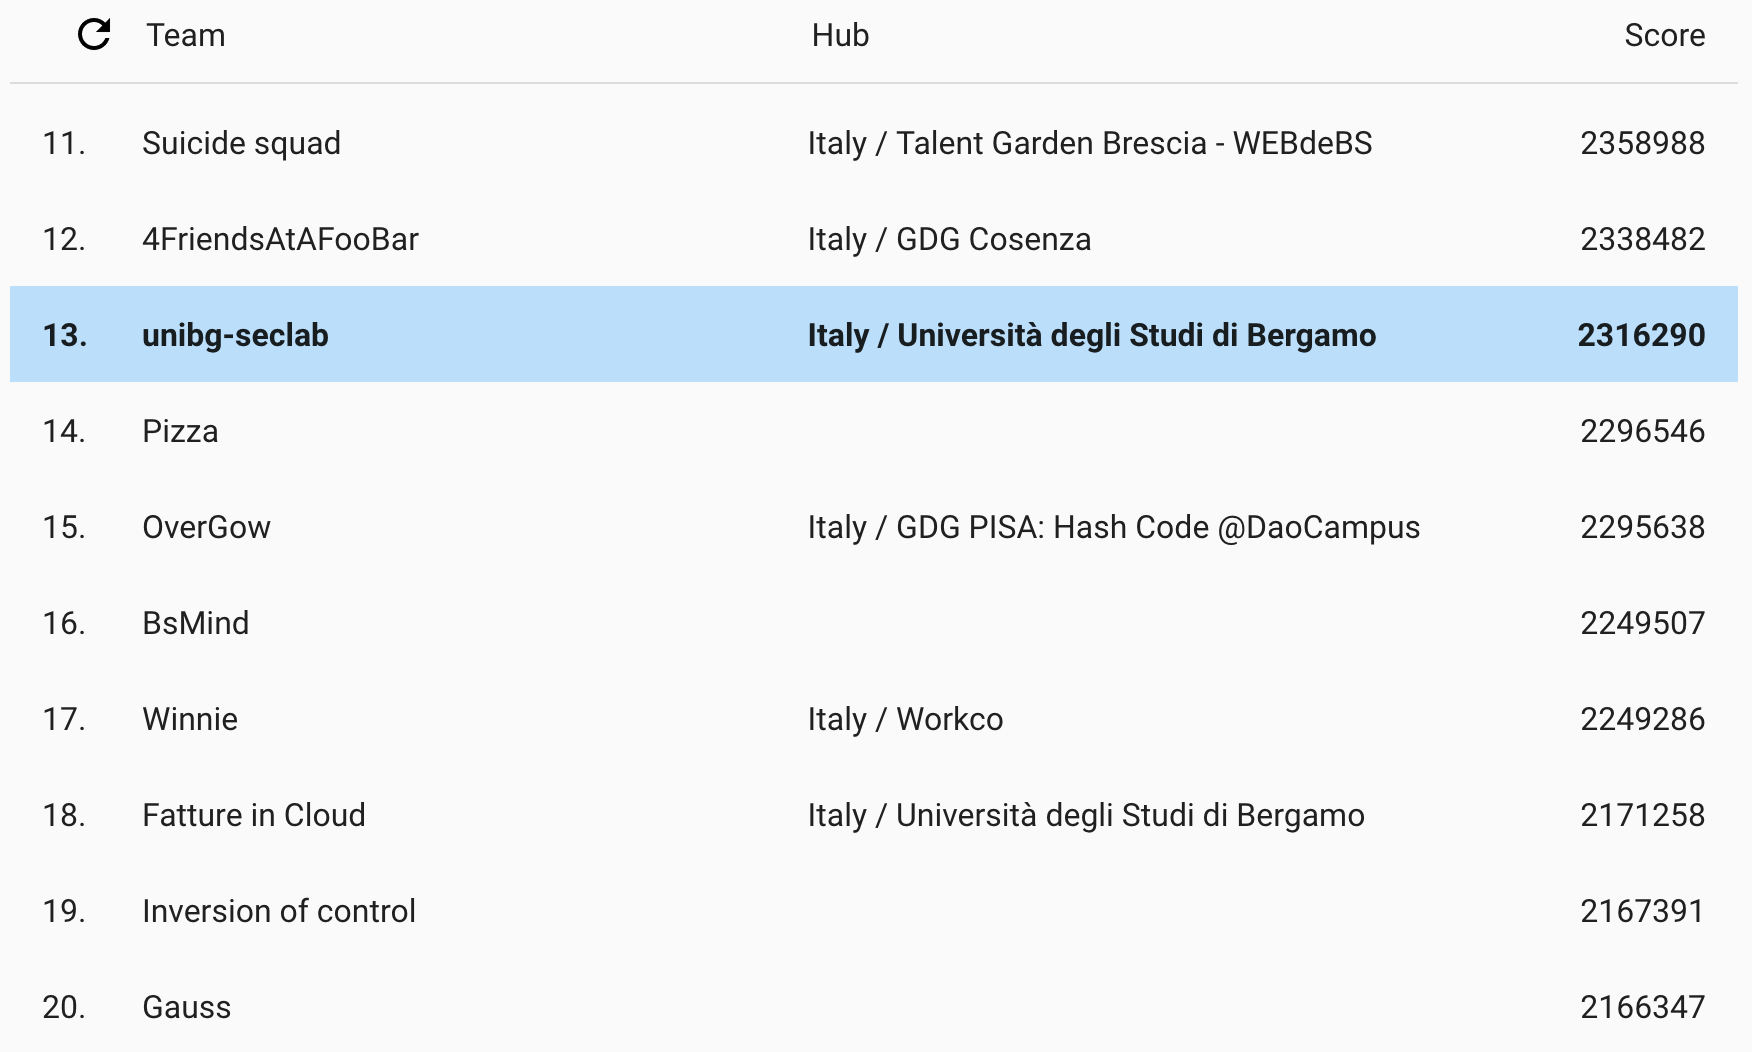 Team Hub Score
11. Suicide squad Italy / Talent Garden Brescia - WEBdeBS 2358988
12. 4FriendsAtAFooBar Italy / GDG Cosenza 2338482
13. unibg-seclab Italy / Università degli Studi di Bergamo 2316290
14. Pizza 2296546
15. OverGow Italy / GDG PISA: Hash Code @DaoCampus 2295638
16. BsMind 2249507
17. Winnie Italy / Workco 2249286
18. Fatture in Cloud Italy / Università degli Studi di Bergamo 2171258
19. Inversion of control 2167391
20. Gauss 2166347